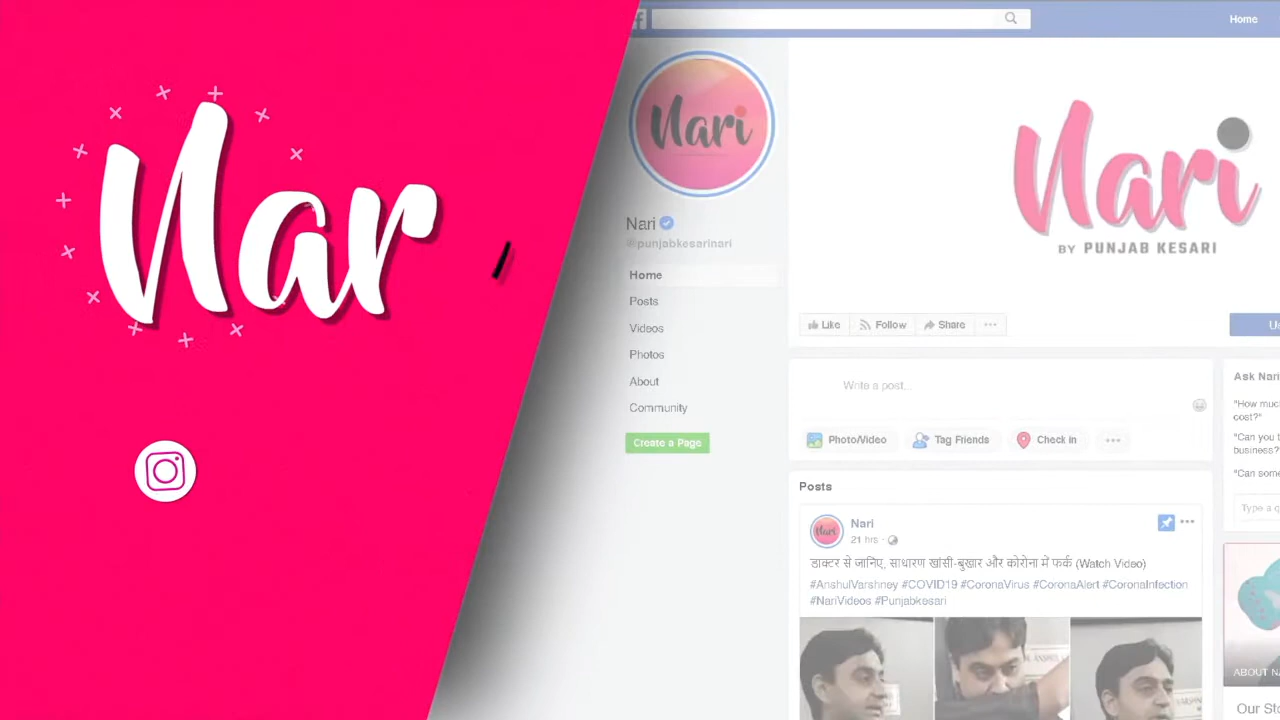 Nar
Home
Nari
Nari
BY PUNJAB KESARI
Nari
@punjabkesarinari
Home
Posts
Videos
Photos
About
Community
Create a Page
Like
Follow
Share
Write a post...
Photo/Video
Tag Friends
Check in
Posts
Nari
Nari
21 hrs
डाक्टर से जानिए, साधारण खांसी-बुखार और कोरोना में फर्क (Watch Video)
#AnshulVarshney #COVID19 #CoronaVirus #CoronaAlert #CoronaInfection
#NariVideos #Punjabkesari
Ask Nari
"How much
cost?"
"Can you
business?"
"Can some
Type a q
ABOUT NA
Our Sto